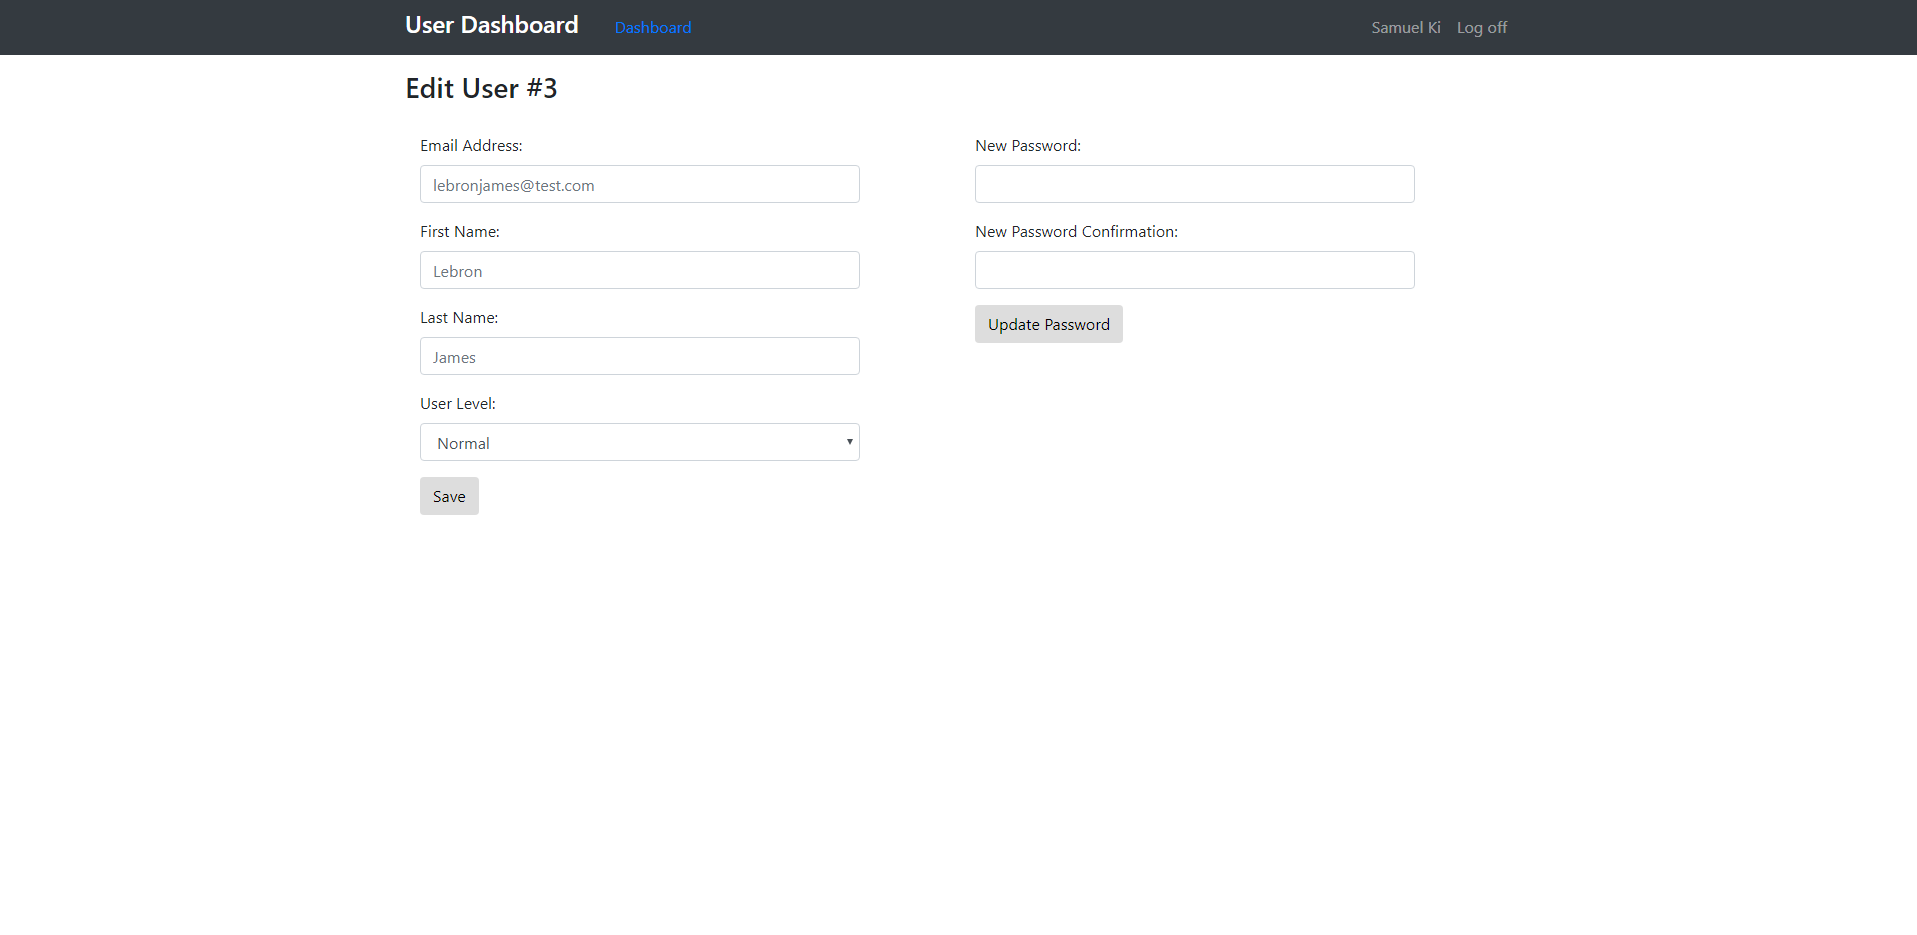 User Dashboard Dashboard Samuel Ki Log off
Edit User #3
Email Address:
lebronjames@test.com
First Name:
Lebron
Last Name:
James
User Level:
Normal
Save
New Password:
New Password Confirmation:
Update Password